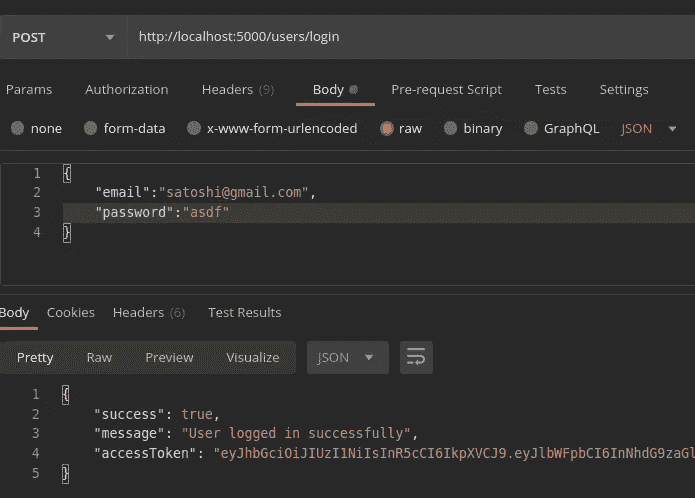 POST http://localhost:5000/users/login
Params Authorization Headers (9) Body Pre-request Script Tests Settings
none form-data x-www-form-urlencoded raw binary GraphQL JSON
1 {
2 "email":"satoshi@gmail.com",
3 "password":"asdf"
4 }
Body Cookies Headers (6) Test Results
Pretty Raw Preview Visualize JSON
1 {
2 "success": true,
3 "message": "User logged in successfully",
4 "accessToken": "eyJhbGciOiJIUzI1NiIsInR5cCI6IkpXVCJ9.eyJlbWFpbCI6InNhdG9zaGl
5 }